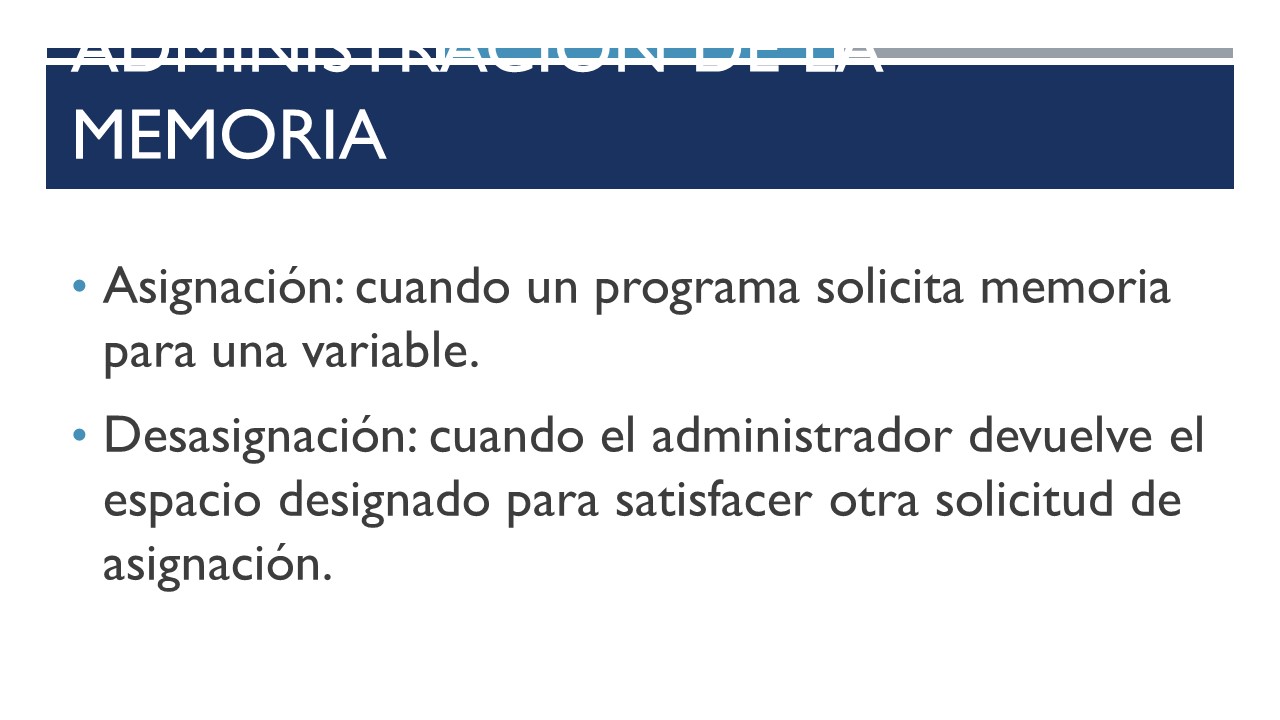 ADMINISTRACIÓN DE LA
MEMORIA
• Asignación: cuando un programa solicita memoria
para una variable.
• Desasignación: cuando el administrador devuelve el
espacio designado para satisfacer otra solicitud de
asignación.